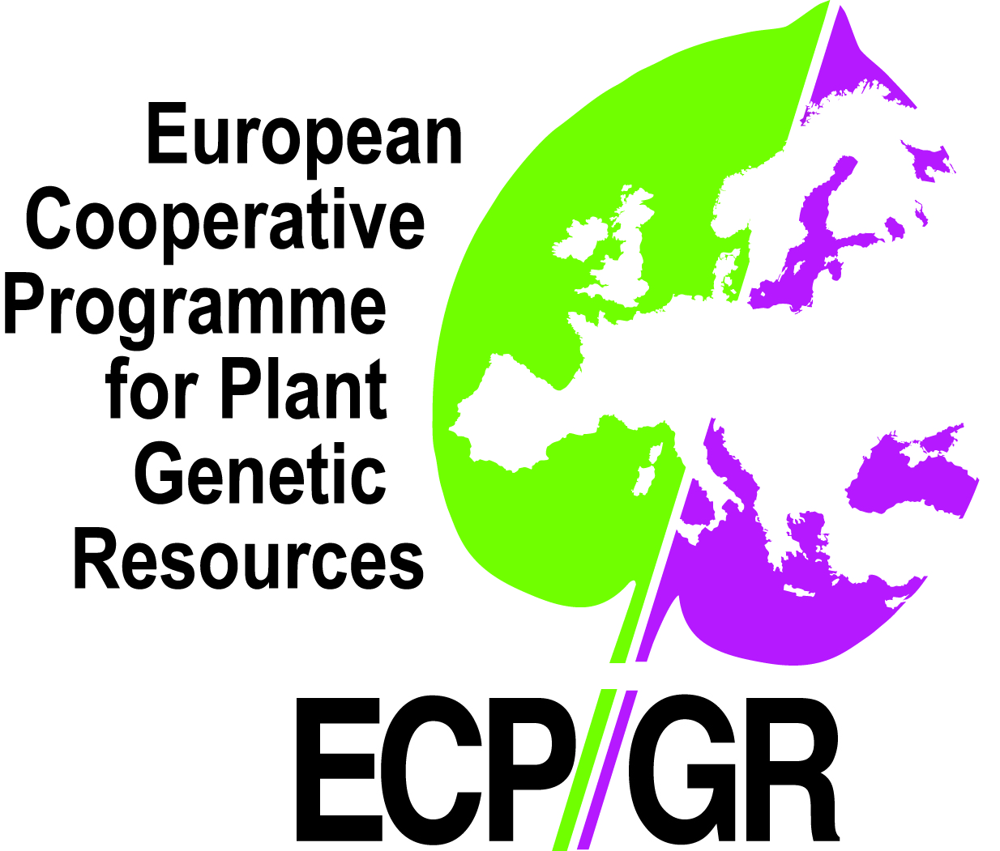 European
Cooperative
Programme
for Plant
Genetic
Resources
ECP//GR